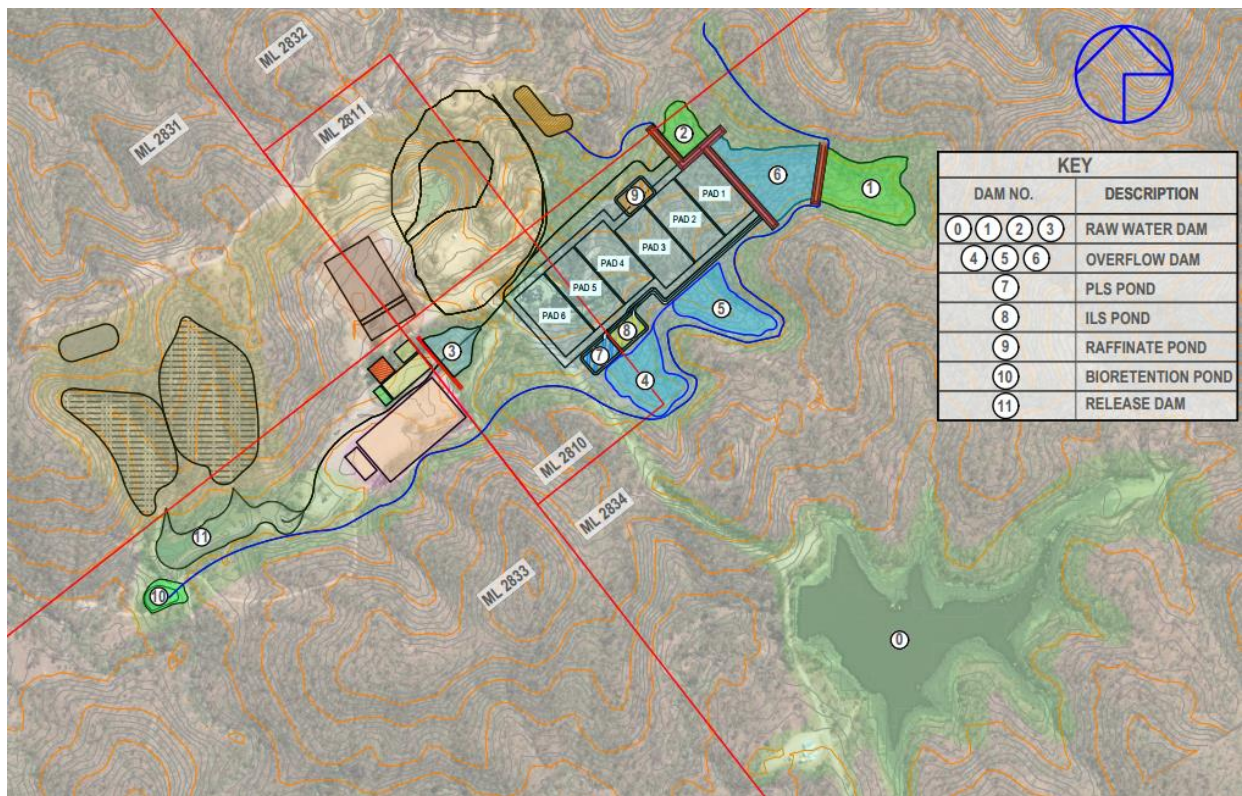 ML 2832
ML 2811
ML 2831
2
6
1
9
PAD 1
PAD 2
PAD 3
PAD 4
PAD 5
PAD 6
5
8
7
3
4
ML 2810
ML 2834
ML 2833
11
10
0
KEY
DAM NO. DESCRIPTION
0 1 2 3 RAW WATER DAM
4 5 6 OVERFLOW DAM
7 PLS POND
8 ILS POND
9 RAFFINATE POND
10 BIORETENTION POND
11 RELEASE DAM